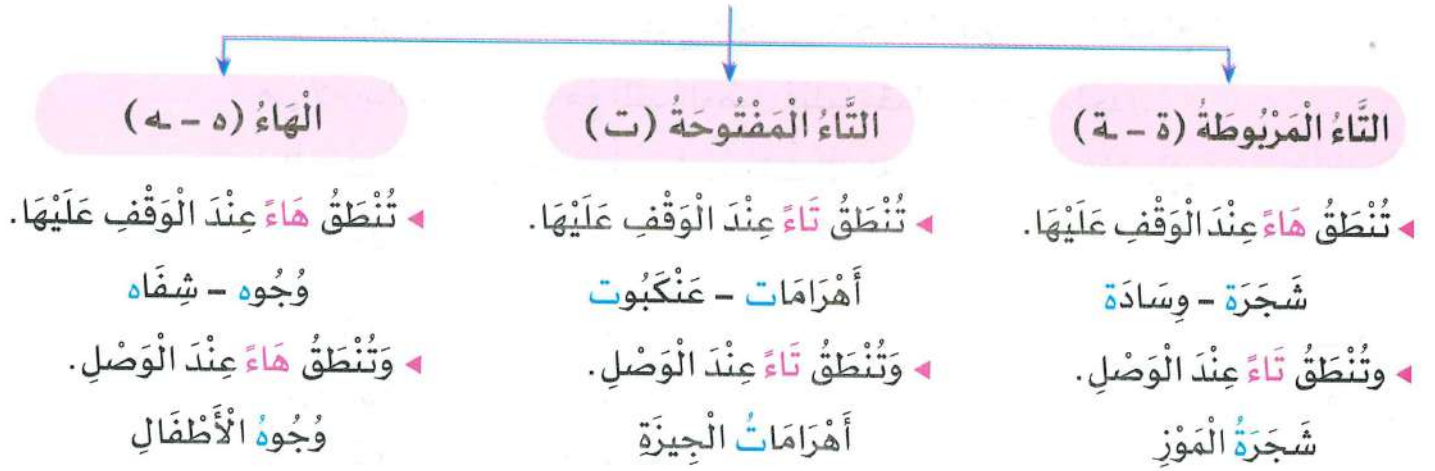 التَّاءُ الْمَرْبُوطَةُ (ة - ـة)
تُنْطَقُ هَاءً عِنْدَ الْوَقْفِ عَلَيْهَا.
شَجَرَة - وِسَادَة
وتُنْطَقُ تَاءً عِنْدَ الْوَصْلِ.
شَجَرَةُ الْمَوْزِ
التَّاءُ الْمَفْتُوحَةُ (ت)
تُنْطَقُ تَاءً عِنْدَ الْوَقْفِ عَلَيْهَا.
أَهْرَامَات - عَنْكَبُوت
وَتُنْطَقُ تَاءً عِنْدَ الْوَصْلِ.
أَهْرَامَاتُ الْجِيزَةِ
الْهَاءُ (ه - ـه)
تُنْطَقُ هَاءً عِنْدَ الْوَقْفِ عَلَيْهَا.
وُجُوه - شِفَاه
وَتُنْطَقُ هَاءً عِنْدَ الْوَصْلِ.
وُجُوهُ الْأَطْفَالِ